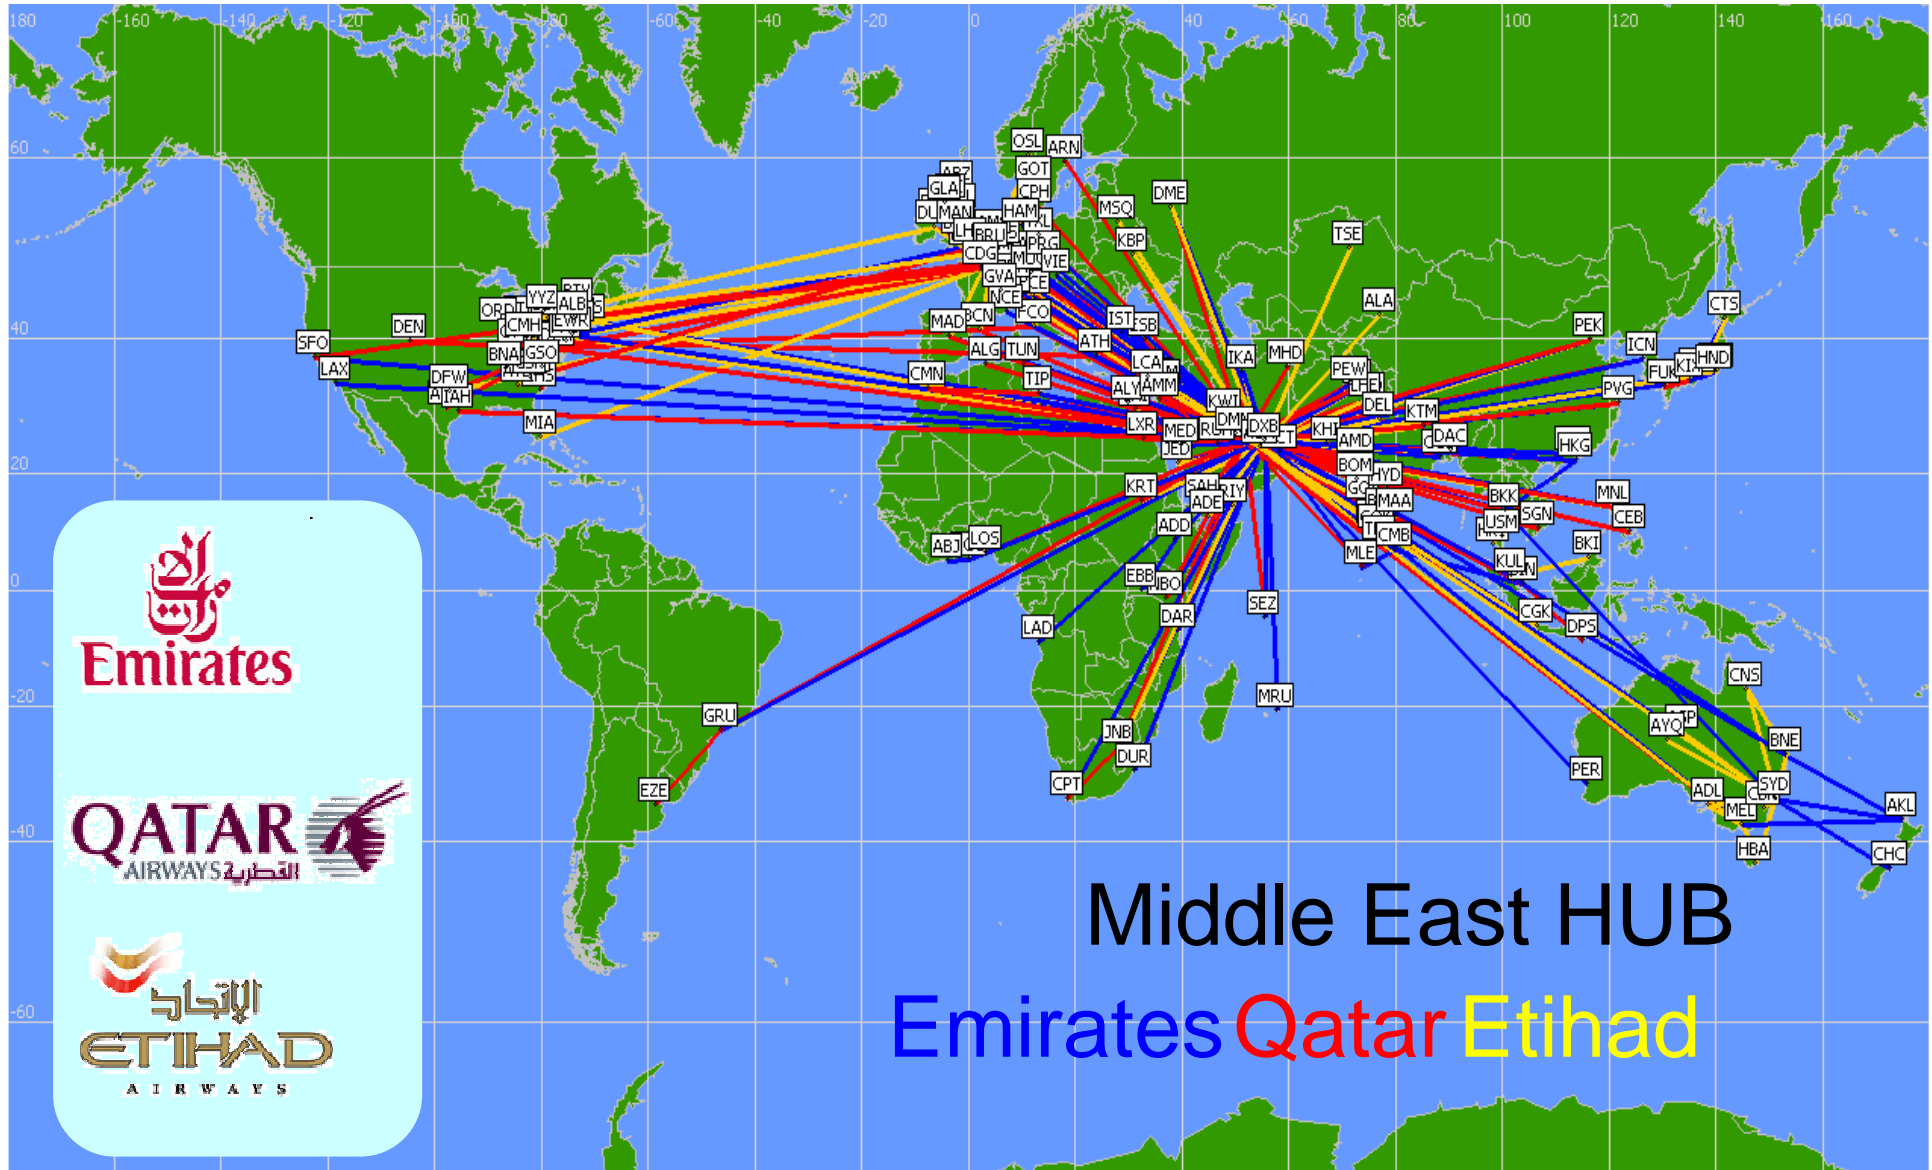 180
-160
-140
-120
-100
-80
-60
-40
-20
0
20
40
60
80
100
120
140
160
60
OSL
ARN
GOT
CPH
GLA
MAN
HAM
BRU
PRG
CDG
VIE
GVA
NCE
FCO
BCN
MAD
DME
MSQ
KBP
TSE
ALA
CTS
YYZ
ALB
CMH
EWR
BNA
GSO
40
DEN
SFO
LAX
DFW
IAH
MIA
ALG
TUN
TIP
CMN
IST
ATH
LCA
ALY
AMM
IKA
MHD
PEW
DEL
KTM
PEK
ICN
FUK
HND
PVG
KWI
DXB
LXR
MED
JED
AMD
DAC
HKG
20
BOM
HYD
MAA
CMB
MLE
KRT
SAH
ADE
ADD
ABJ
LOS
BKK
USM
SGN
MNL
CEB
KUL
BKI
0
EBB
NBO
SEZ
DAR
LAD
CGK
DPS
-20
MRU
CNS
GRU
AYQ
JNB
DUR
BNE
EZE
CPT
PER
ADL
SYD
MEL
AKL
-40
HBA
CHC
-60
Emirates
QATAR
AIRWAYS القطرية
الإتحاد
ETIHAD
AIRWAYS
Middle East HUB
Emirates Qatar Etihad